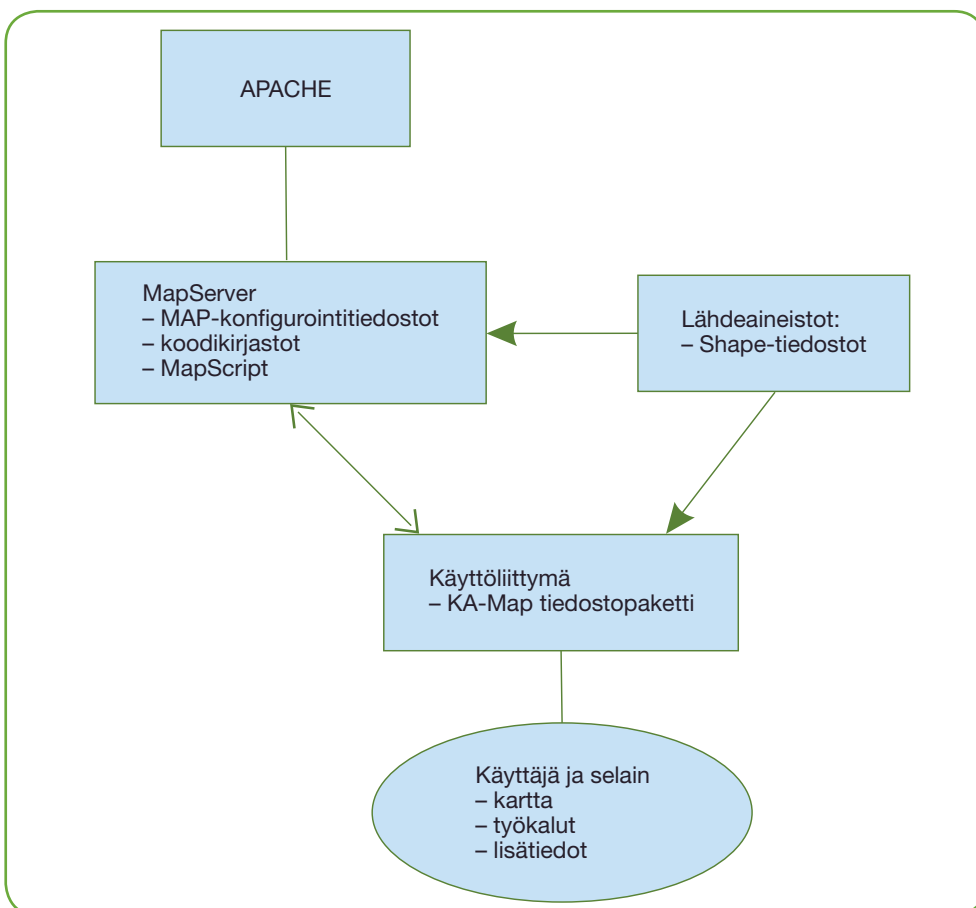 APACHE
MapServer
– MAP-konfigurointitiedostot
– koodikirjastot
– MapScript
Lähdeaineistot:
– Shape-tiedostot
Käyttöliittymä
– KA-Map tiedostopaketti
Käyttäjä ja selain
– kartta
– työkalut
– lisätiedot